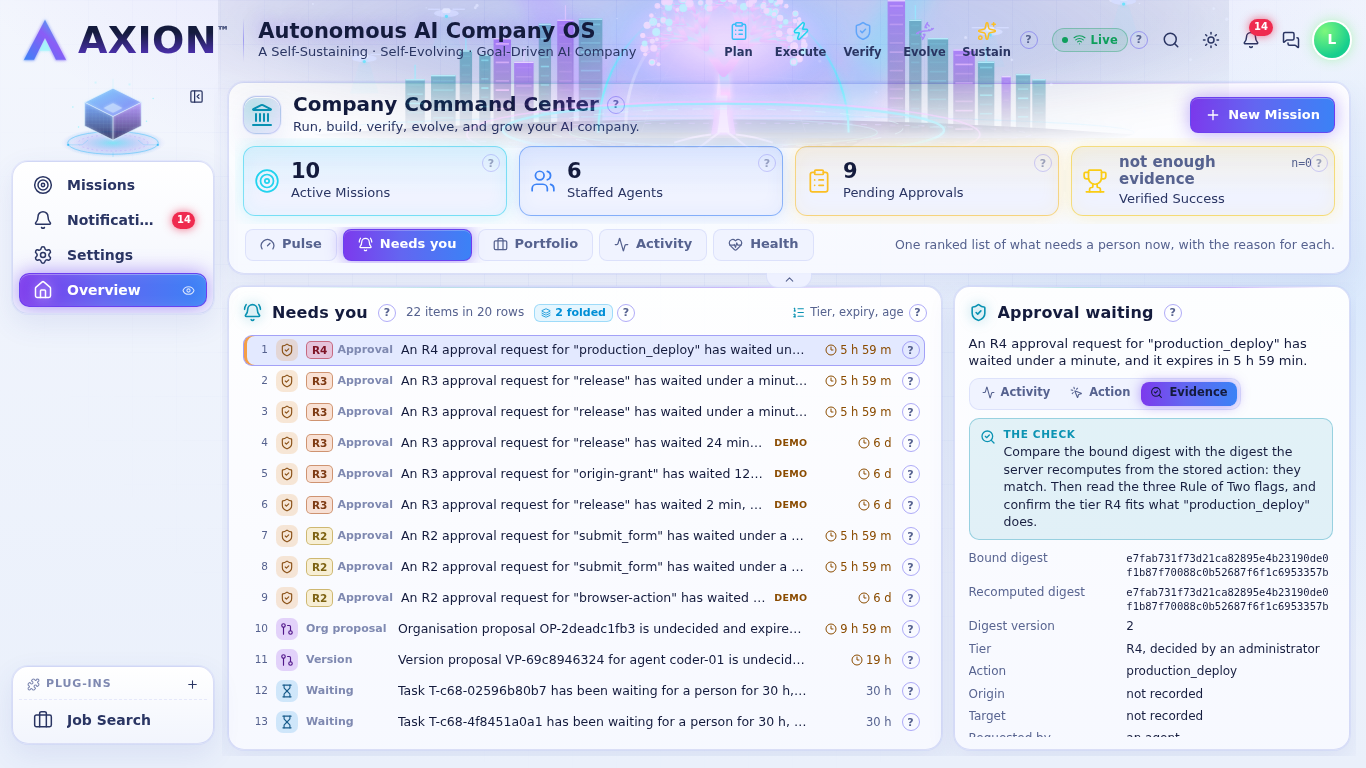 AXION™
Autonomous AI Company OS
A Self-Sustaining · Self-Evolving · Goal-Driven AI Company
Plan
Execute
Verify
Evolve
Sustain
?
Live
?
14
L
Missions
Notificati... 14
Settings
Overview
PLUG-INS +
Job Search
Company Command Center ?
Run, build, verify, evolve, and grow your AI company.
+ New Mission
10
Active Missions
?
6
Staffed Agents
?
9
Pending Approvals
?
not enough
evidence
Verified Success
n=0 ?
Pulse
Needs you
Portfolio
Activity
Health
One ranked list of what needs a person now, with the reason for each.
Needs you ? 22 items in 20 rows 2 folded ? Tier, expiry, age ?
1 R4 Approval An R4 approval request for "production_deploy" has waited un... 5 h 59 m ?
2 R3 Approval An R3 approval request for "release" has waited under a minut... 5 h 59 m ?
3 R3 Approval An R3 approval request for "release" has waited under a minut... 5 h 59 m ?
4 R3 Approval An R3 approval request for "release" has waited 24 min... DEMO 6 d ?
5 R3 Approval An R3 approval request for "origin-grant" has waited 12... DEMO 6 d ?
6 R3 Approval An R3 approval request for "release" has waited 2 min, ... DEMO 6 d ?
7 R2 Approval An R2 approval request for "submit_form" has waited under a ... 5 h 59 m ?
8 R2 Approval An R2 approval request for "submit_form" has waited under a ... 5 h 59 m ?
9 R2 Approval An R2 approval request for "browser-action" has waited ... DEMO 6 d ?
10 Org proposal Organisation proposal OP-2deadc1fb3 is undecided and expire... 9 h 59 m ?
11 Version Version proposal VP-69c8946324 for agent coder-01 is undecid... 19 h ?
12 Waiting Task T-c68-02596b80b7 has been waiting for a person for 30 h,... 30 h ?
13 Waiting Task T-c68-4f8451a0a1 has been waiting for a person for 30 h, ... 30 h ?
Approval waiting ?
An R4 approval request for "production_deploy" has
waited under a minute, and it expires in 5 h 59 min.
Activity
Action
Evidence
THE CHECK
Compare the bound digest with the digest the
server recomputes from the stored action: they
match. Then read the three Rule of Two flags, and
confirm the tier R4 fits what "production_deploy"
does.
Bound digest e7fab731f73d21ca82895e4b23190de0
f1b87f70088c0b52687f6f1c6953357b
Recomputed digest e7fab731f73d21ca82895e4b23190de0
f1b87f70088c0b52687f6f1c6953357b
Digest version 2
Tier R4, decided by an administrator
Action production_deploy
Origin not recorded
Target not recorded
Requested by an agent